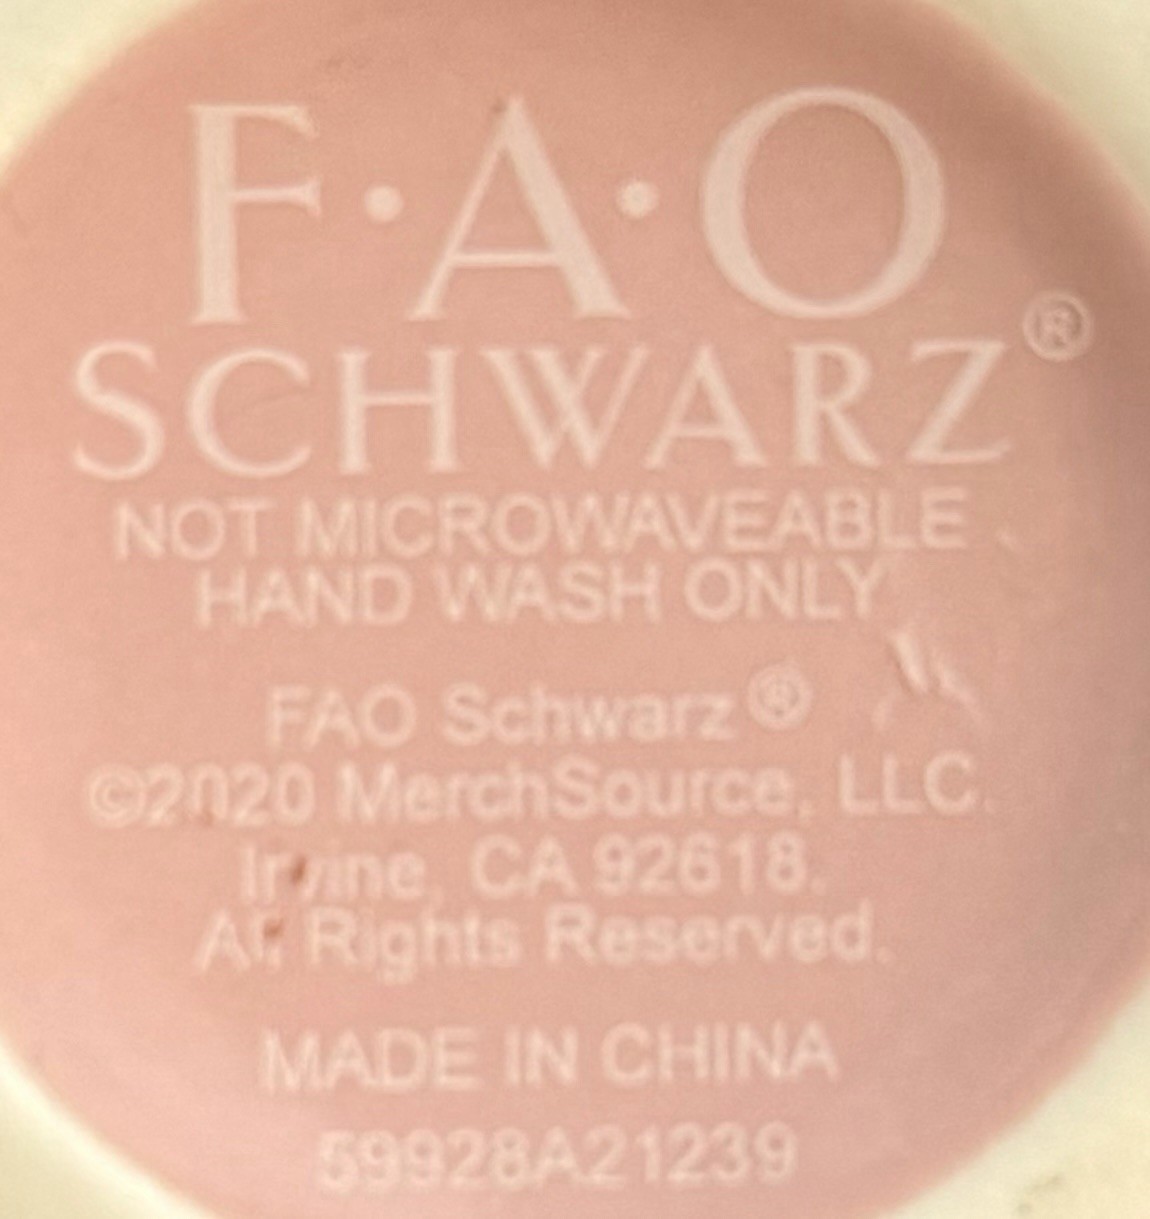 F·A·O
SCHWARZ®
NOT MICROWAVEABLE
HAND WASH ONLY
FAO Schwarz®
©2020 MerchSource, LLC.
Irvine, CA 92618.
All Rights Reserved.
MADE IN CHINA
59928A21239